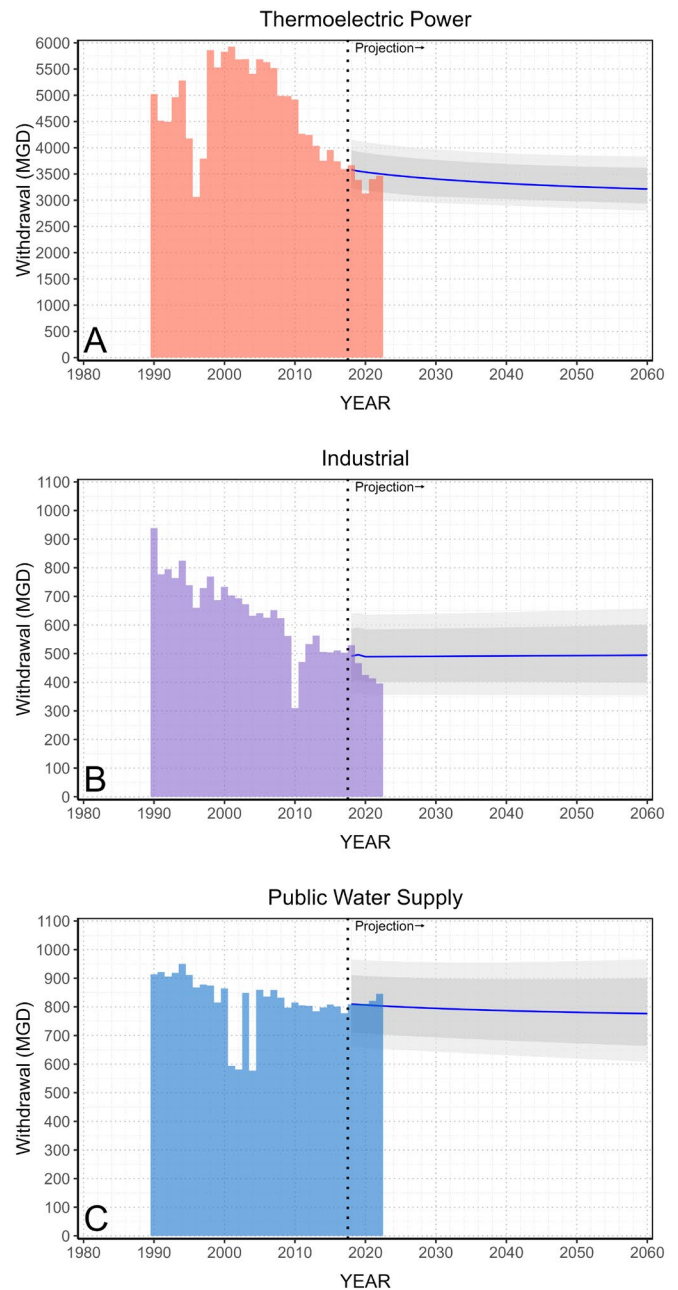 Thermoelectric Power
Projection→
6000
5500
5000
4500
4000
3500
3000
2500
2000
1500
1000
500
0
Withdrawal (MGD)
A
1980 1990 2000 2010 2020 2030 2040 2050 2060
YEAR
Industrial
Projection→
1100
1000
900
800
700
600
500
400
300
200
100
0
Withdrawal (MGD)
B
1980 1990 2000 2010 2020 2030 2040 2050 2060
YEAR
Public Water Supply
Projection→
1100
1000
900
800
700
600
500
400
300
200
100
0
Withdrawal (MGD)
C
1980 1990 2000 2010 2020 2030 2040 2050 2060
YEAR